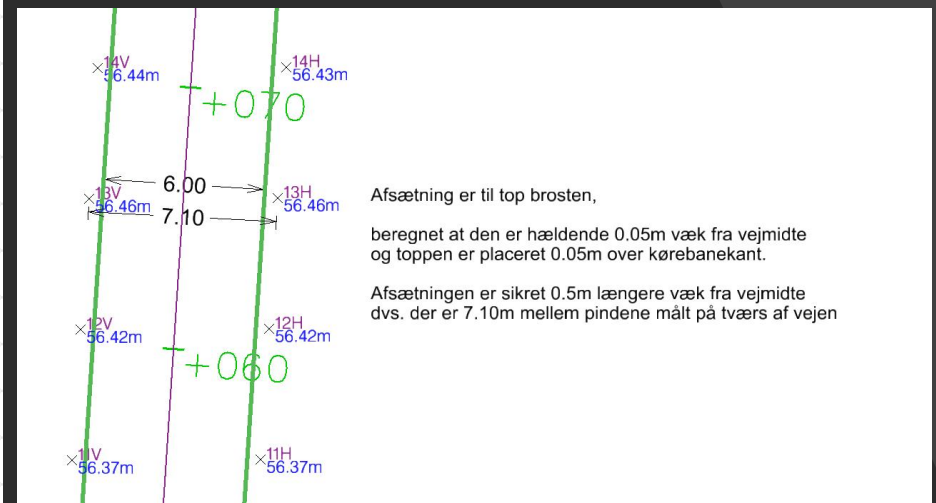 14V
56.44m
14H
56.43m
+070
6.00
13V
56.46m
13H
56.46m
7.10
Afsætning er til top brosten,
beregnet at den er hældende 0.05m væk fra vejmidte
og toppen er placeret 0.05m over kørebanekant.
Afsætningen er sikret 0.5m længere væk fra vejmidte
dvs. der er 7.10m mellem pindene målt på tværs af vejen
12V
56.42m
12H
56.42m
+060
11V
56.37m
11H
56.37m